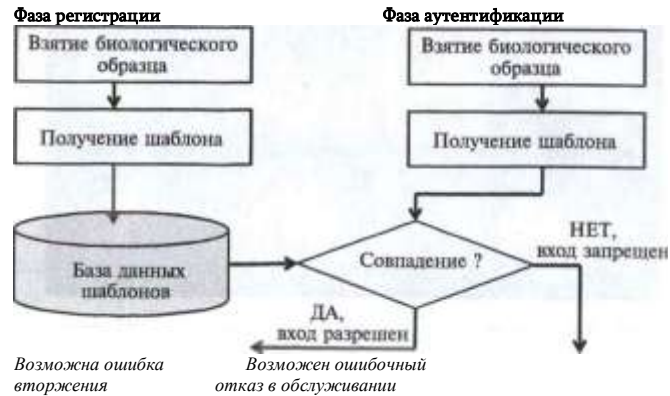 Фаза регистрации
Фаза аутентификации
Взятие биологического
образца
Взятие биологического
образца
Получение шаблона
Получение шаблона
База данных
шаблонов
Совпадение ?
НЕТ,
вход запрещен
ДА,
вход разрешен
Возможна ошибка
вторжения
Возможен ошибочный
отказ в обслуживании